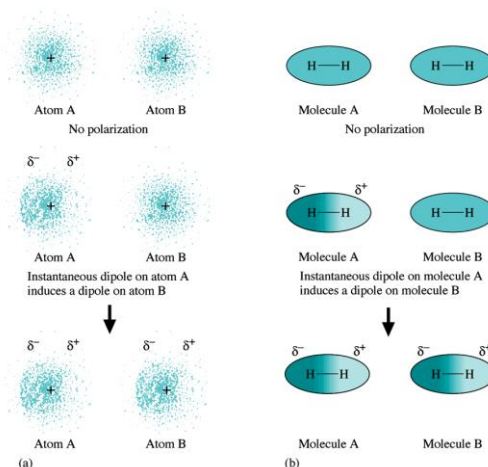 + +
Atom A Atom B
No polarization
δ⁻ δ⁺
+ +
Atom A Atom B
Instantaneous dipole on atom A
induces a dipole on atom B
δ⁻ δ⁺ δ⁻ δ⁺
+ +
Atom A Atom B
(a)
H—H H—H
Molecule A Molecule B
No polarization
δ⁻ δ⁺
H—H H—H
Molecule A Molecule B
Instantaneous dipole on molecule A
induces a dipole on molecule B
δ⁻ δ⁺ δ⁻ δ⁺
H—H H—H
Molecule A Molecule B
(b)